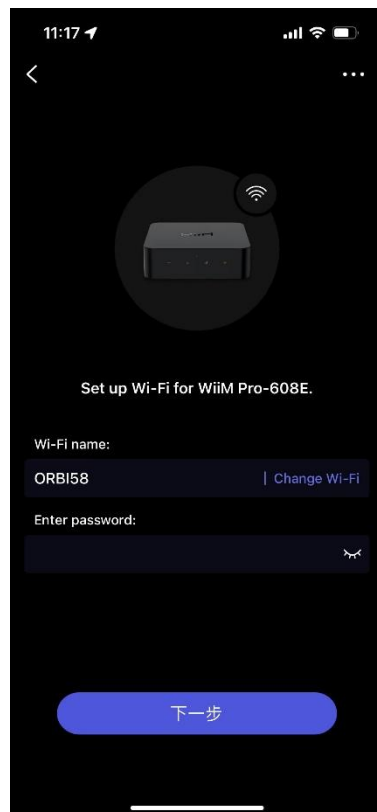 11:17
Set up Wi-Fi for WiiM Pro-608E.
Wi-Fi name:
ORBI58 | Change Wi-Fi
Enter password:
下一步